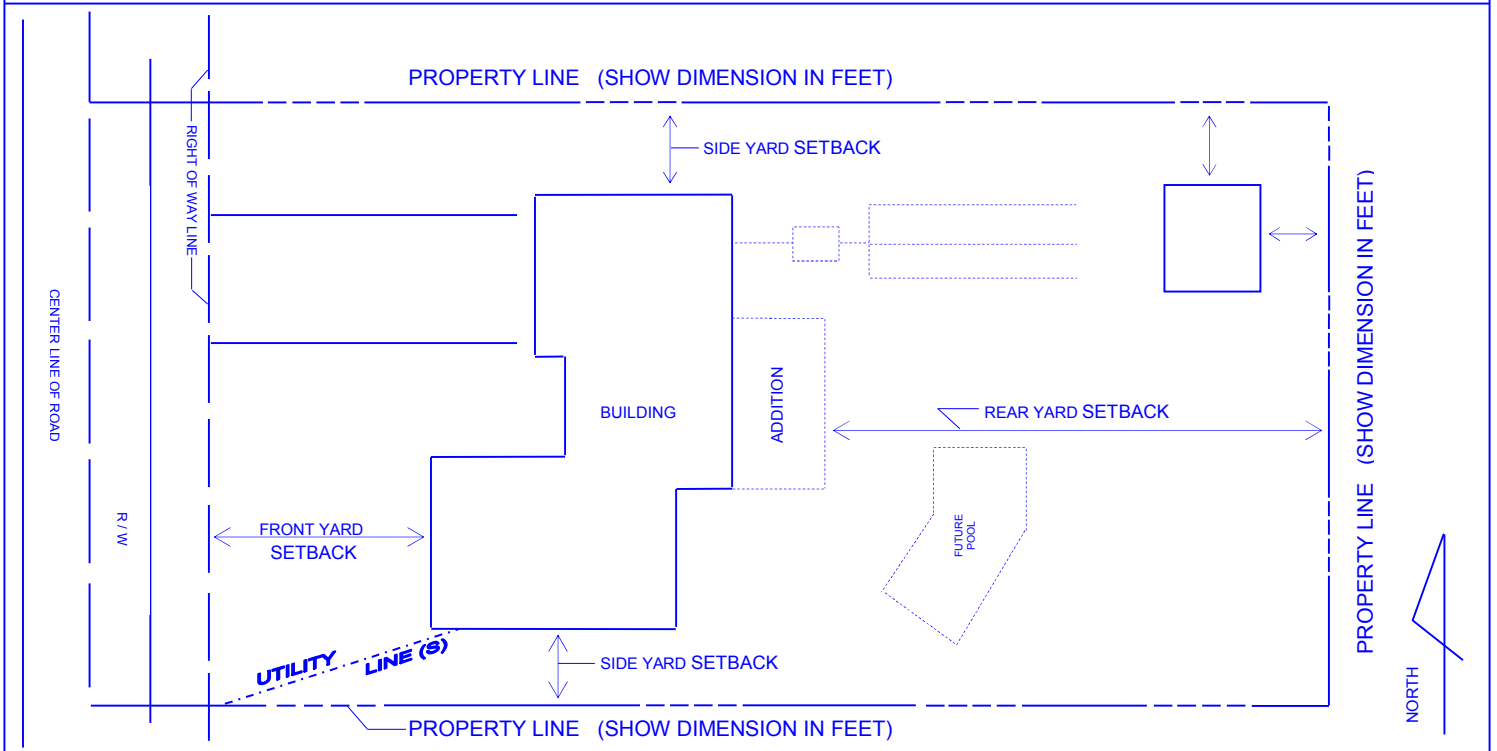 PROPERTY LINE (SHOW DIMENSION IN FEET)
RIGHT OF WAY LINE
SIDE YARD SETBACK
PROPERTY LINE (SHOW DIMENSION IN FEET)
CENTER LINE OF ROAD
BUILDING
ADDITION
REAR YARD SETBACK
R / W
FRONT YARD
SETBACK
FUTURE
POOL
UTILITY LINE (S)
SIDE YARD SETBACK
NORTH
PROPERTY LINE (SHOW DIMENSION IN FEET)